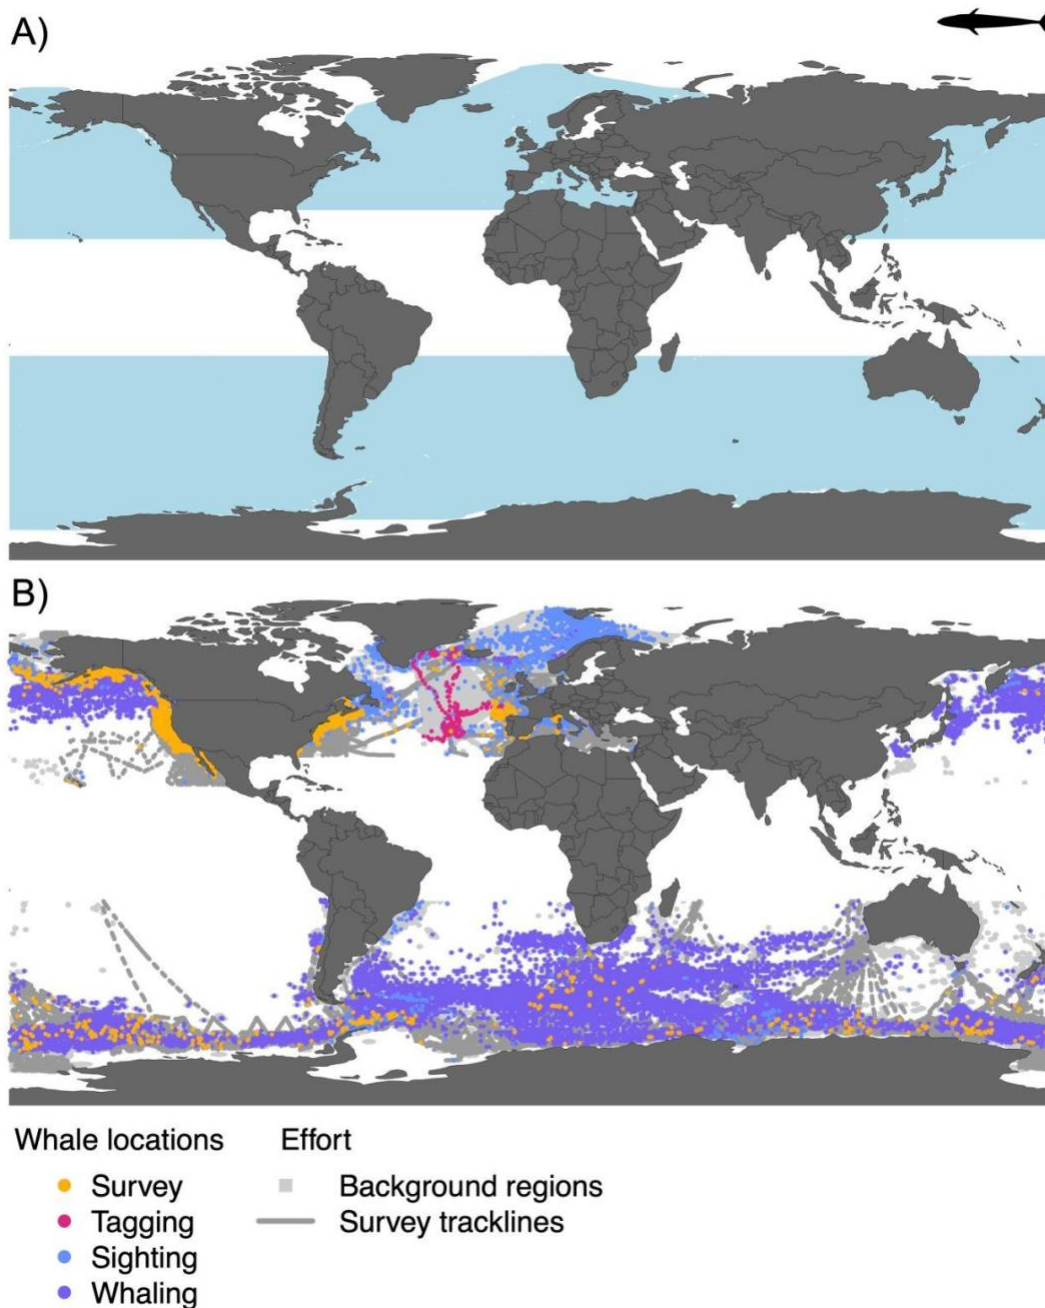 A)
B)
Whale locations
Effort
Survey
Background regions
Tagging
Survey tracklines
Sighting
Whaling